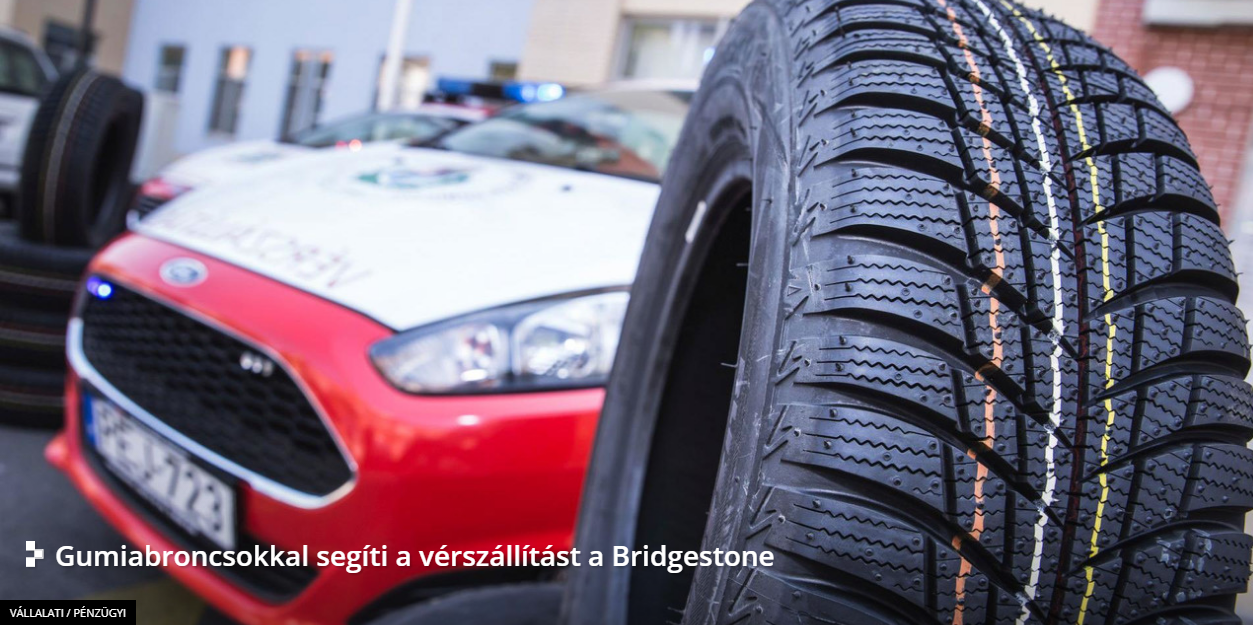 Gumiabroncsokkal segíti a vérszállítást a Bridgestone
VÁLLALATI / PÉNZÜGYI